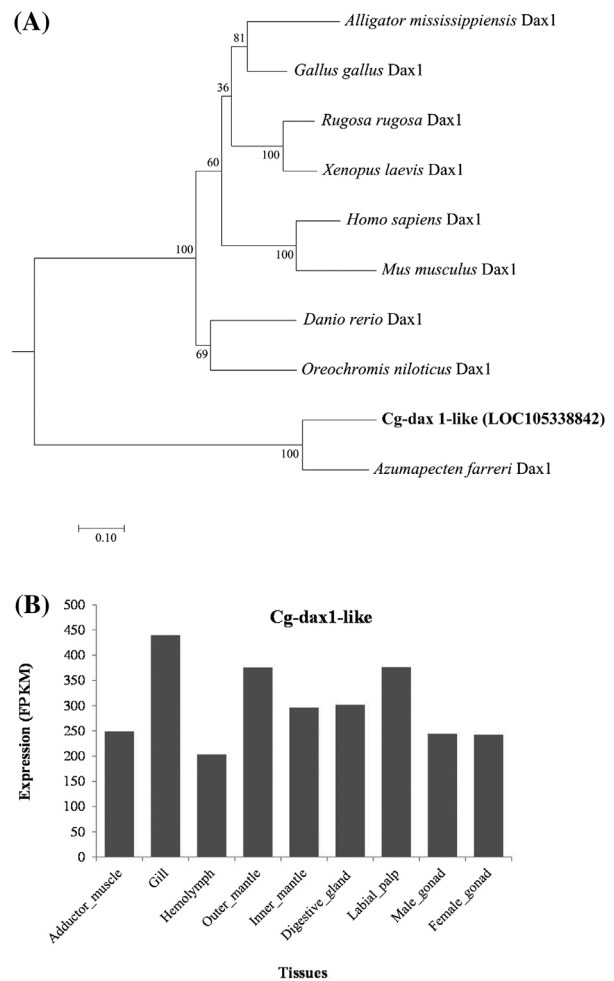 (A)
Alligator mississippiensis Dax1
81
Gallus gallus Dax1
36
Rugosa rugosa Dax1
100
60
Xenopus laevis Dax1
Homo sapiens Dax1
100
100
Mus musculus Dax1
Danio rerio Dax1
69
Oreochromis niloticus Dax1
Cg-dax 1-like (LOC105338842)
100
Azumapecten farreri Dax1
0.10
(B)
Cg-dax1-like
Expression (FPKM)
500
450
400
350
300
250
200
150
100
50
0
Adductor_muscle
Gill
Hemolymph
Outer_mantle
Inner_mantle
Digestive_gland
Labial_palp
Male_gonad
Female_gonad
Tissues